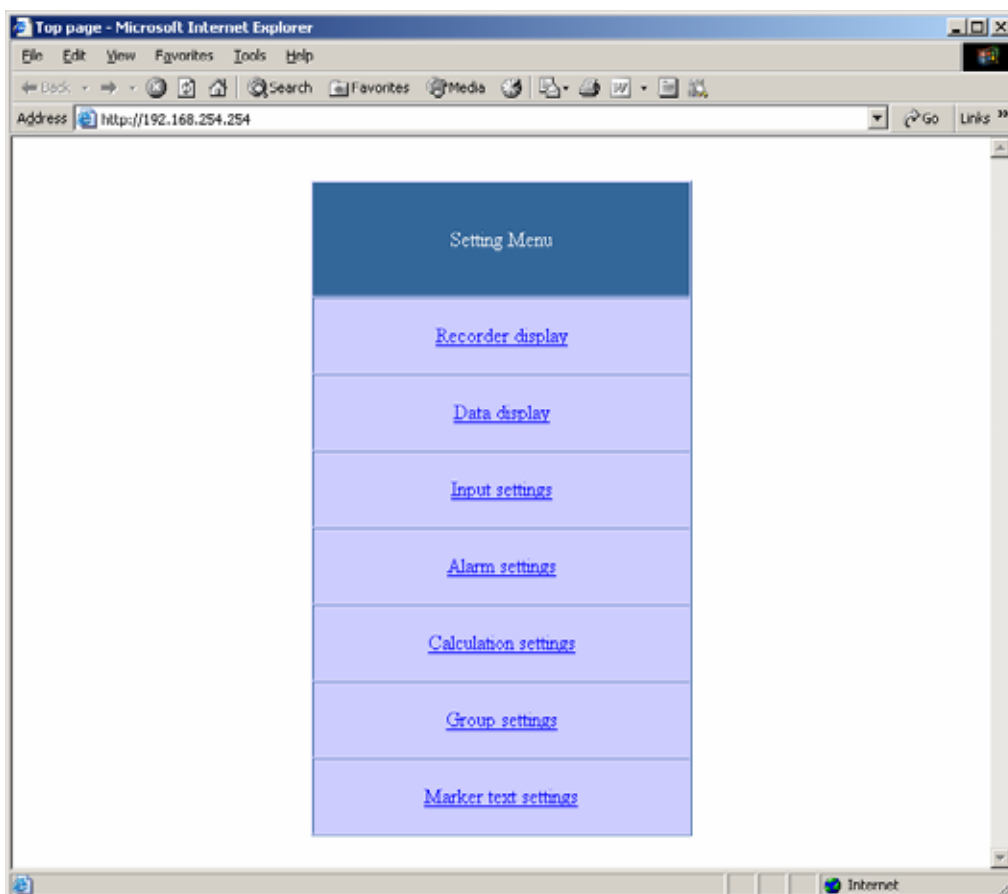 Top page - Microsoft Internet Explorer
File Edit View Favorites Tools Help
Back Search Favorites Media
Address http://192.168.254.254 Go Links »
Setting Menu
Recorder display
Data display
Input settings
Alarm settings
Calculation settings
Group settings
Marker text settings
Internet